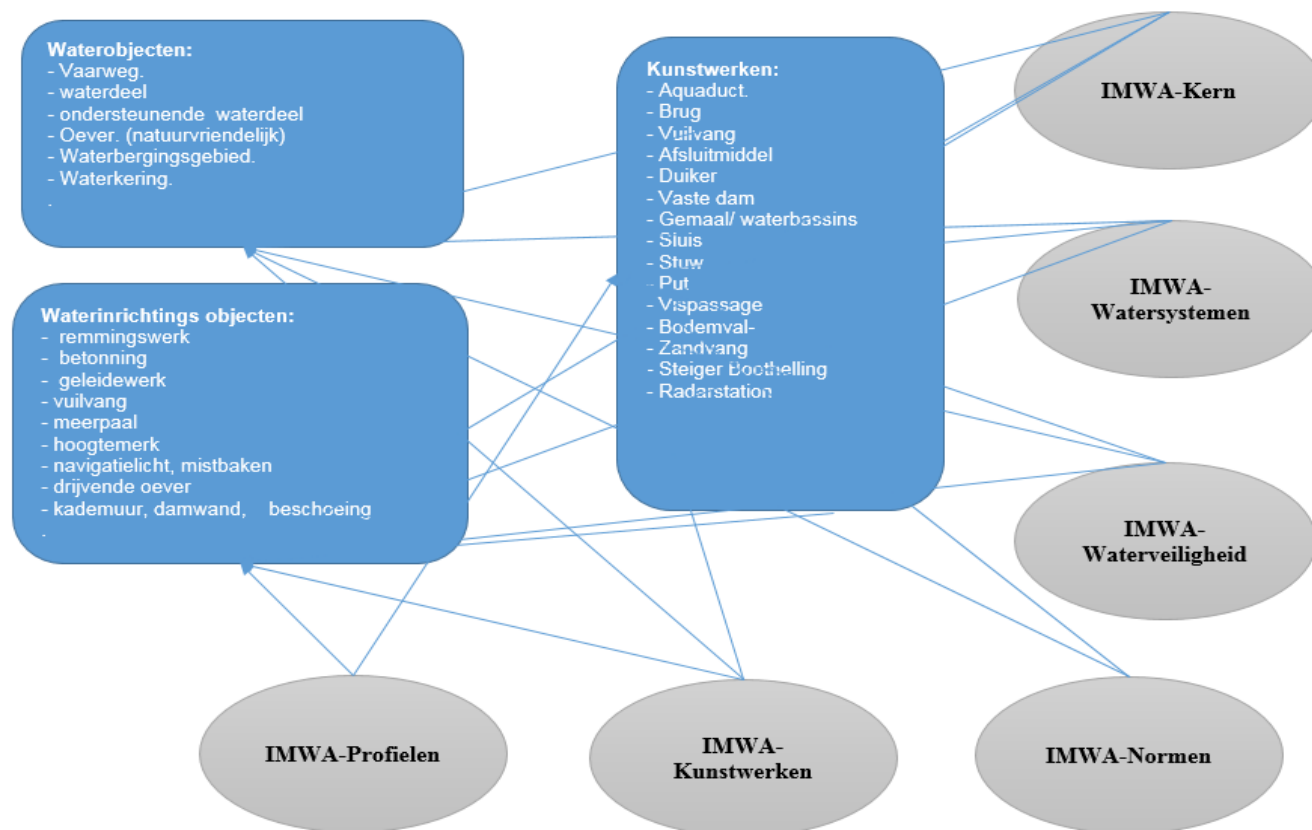 Waterobjecten:
- Vaarweg.
- waterdeel
- ondersteunende waterdeel
- Oever. (natuurvriendelijk)
- Waterbergingsgebied.
- Waterkering.
.
Waterinrichtings objecten:
- remmingswerk
- betonning
- geleidewerk
- vuilvang
- meerpaal
- hoogtemerk
- navigatielicht, mistbaken
- drijvende oever
- kademuur, damwand, beschoeing
.
Kunstwerken:
- Aquaduct.
- Brug
- Vuilvang
- Afsluitmiddel
- Duiker
- Vaste dam
- Gemaal/ waterbassins
- Sluis
- Stuw
- Put
- Vispassage
- Bodemval-
- Zandvang
- Steiger Boothelling
- Radarstation
IMWA-Kern
IMWA-
Watersystemen
IMWA-
Waterveiligheid
IMWA-Profielen
IMWA-
Kunstwerken
IMWA-Normen